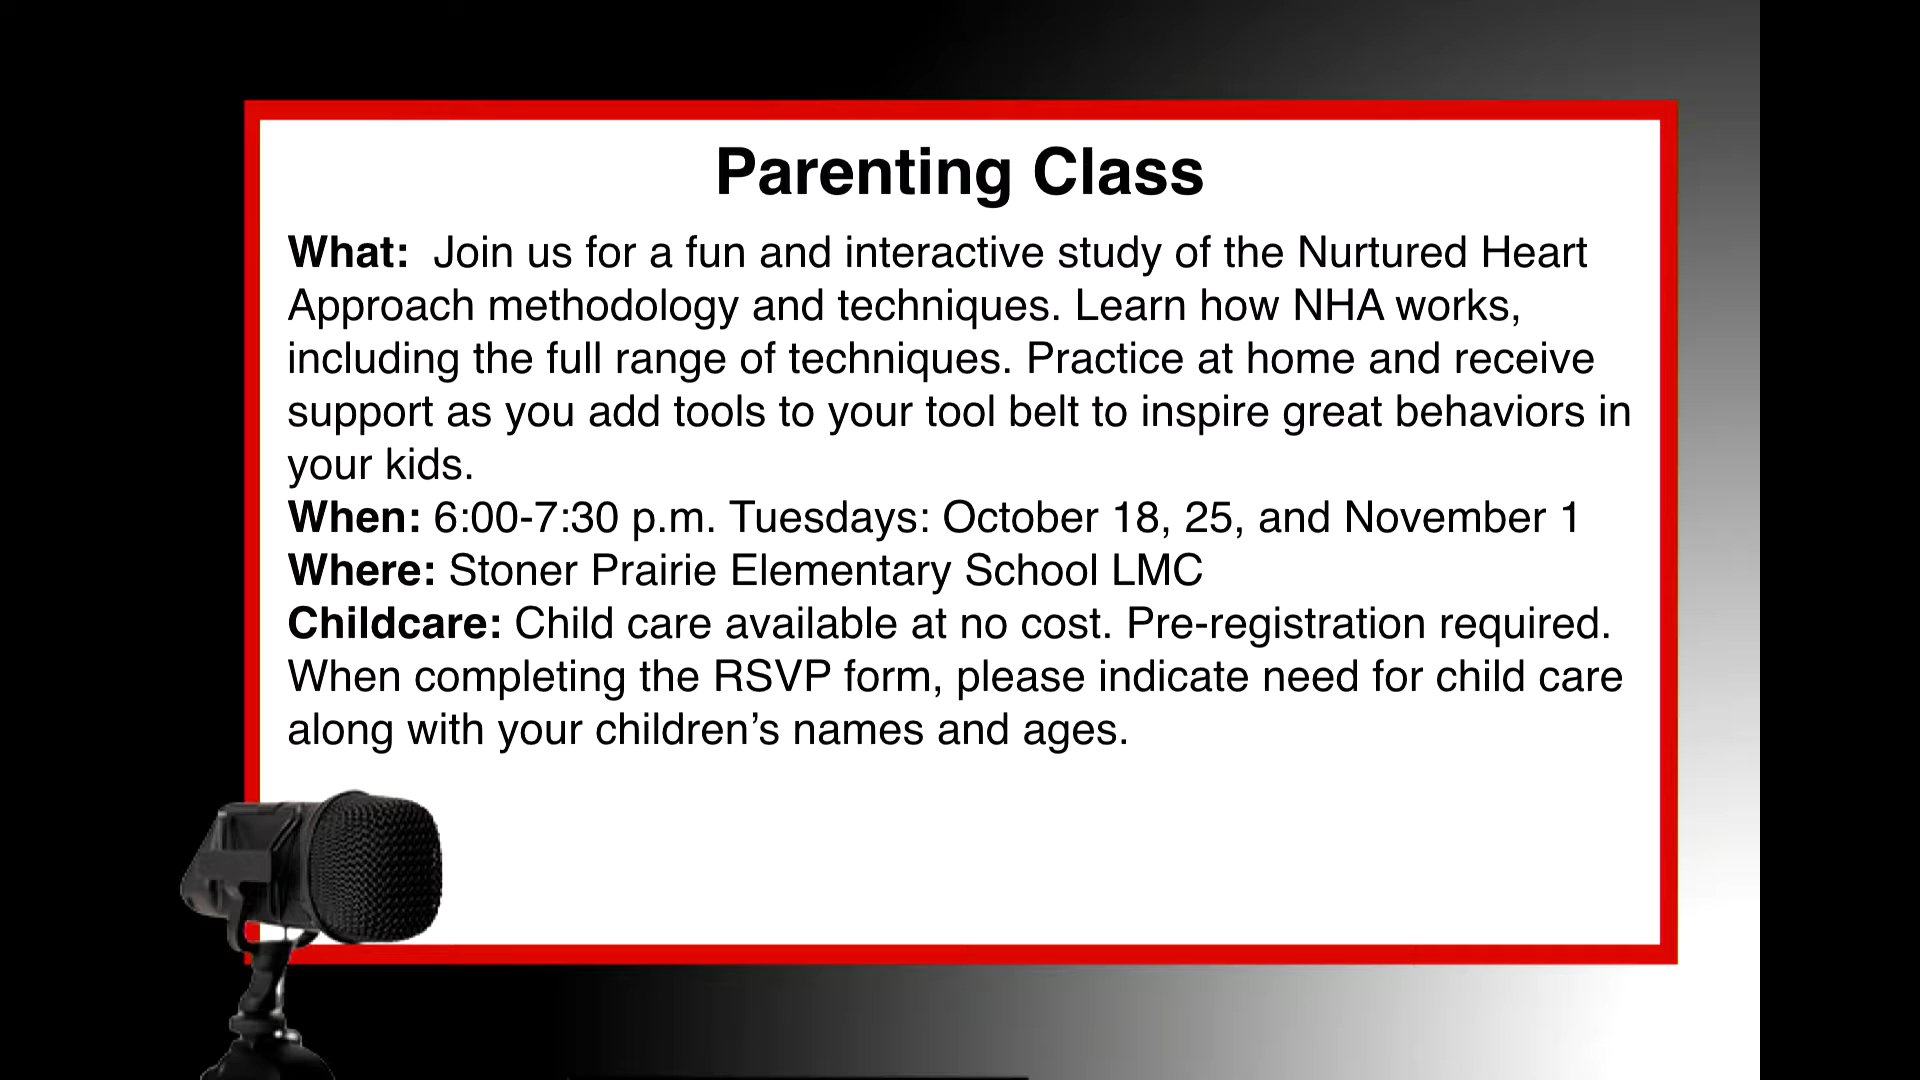 Parenting Class
What:  Join us for a fun and interactive study of the Nurtured Heart
Approach methodology and techniques. Learn how NHA works,
including the full range of techniques. Practice at home and receive
support as you add tools to your tool belt to inspire great behaviors in
your kids.
When: 6:00-7:30 p.m. Tuesdays: October 18, 25, and November 1
Where: Stoner Prairie Elementary School LMC
Childcare: Child care available at no cost. Pre-registration required.
When completing the RSVP form, please indicate need for child care
along with your children’s names and ages.